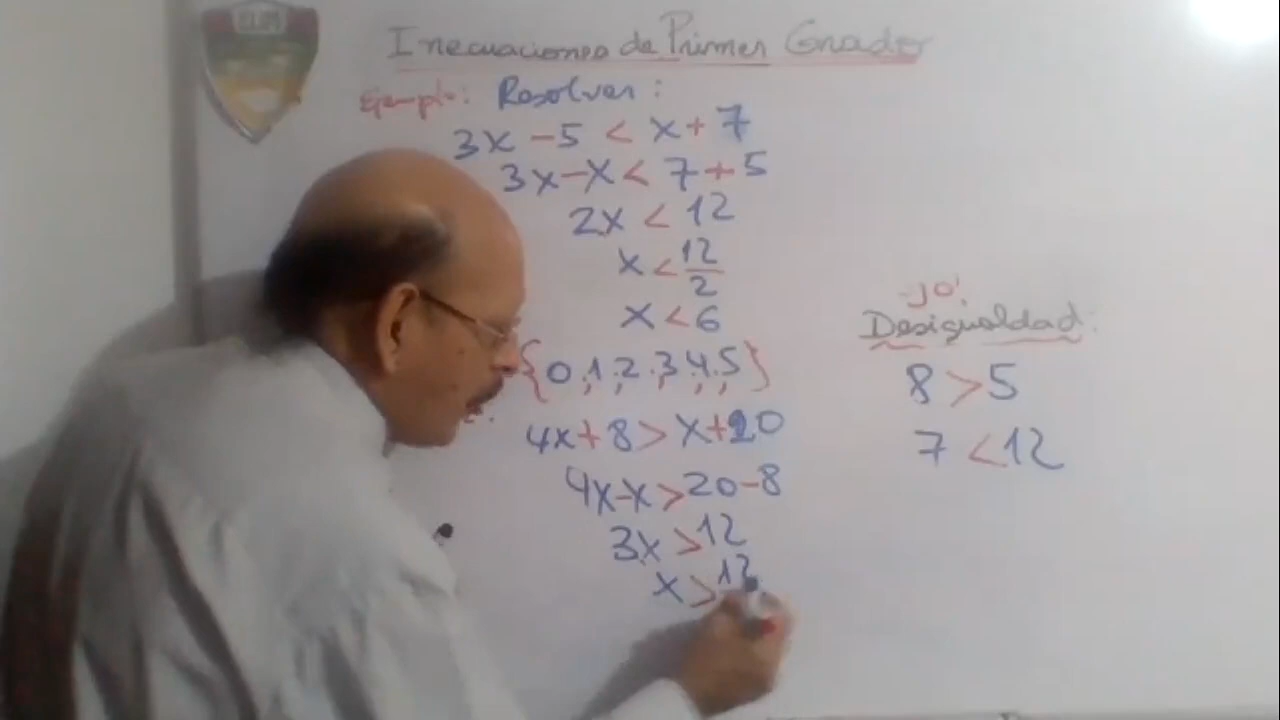 Inecuaciones de Primer Grado
Ejemplo: Resolver:
3x - 5 < x + 7
3x - x < 7 + 5
2x < 12
x < 12/2
x < 6
{0,1,2,3,4,5}
4x + 8 > x + 20
4x - x > 20 - 8
3x > 12
x > 12
Desigualdad:
8 > 5
7 < 12